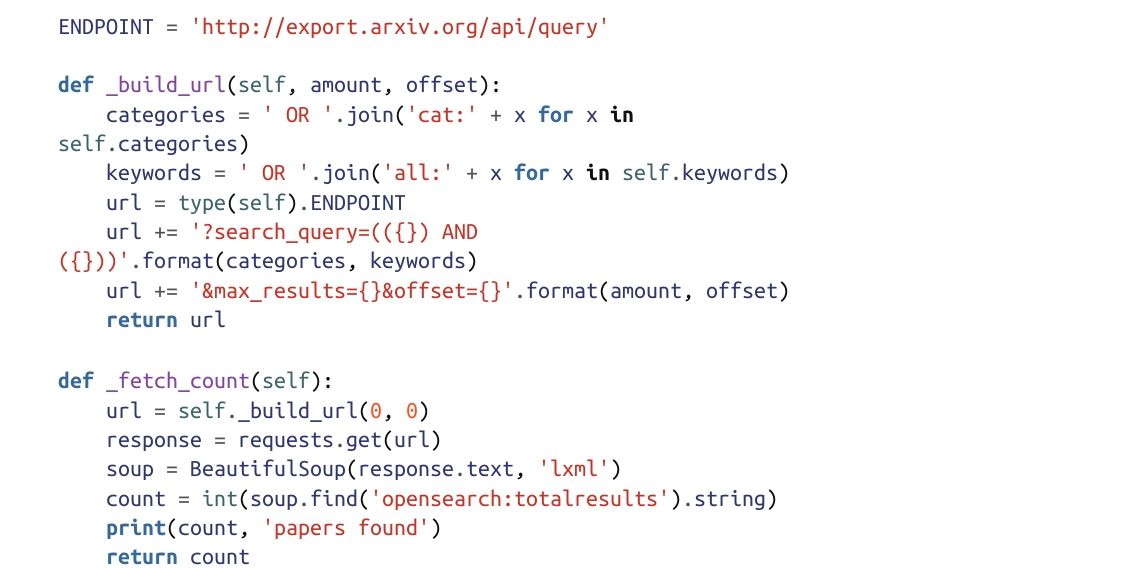 ENDPOINT = 'http://export.arxiv.org/api/query'

def _build_url(self, amount, offset):
    categories = ' OR '.join('cat:' + x for x in
self.categories)
    keywords = ' OR '.join('all:' + x for x in self.keywords)
    url = type(self).ENDPOINT
    url += '?search_query=(({}) AND
({}))'.format(categories, keywords)
    url += '&max_results={}&offset={}'.format(amount, offset)
    return url

def _fetch_count(self):
    url = self._build_url(0, 0)
    response = requests.get(url)
    soup = BeautifulSoup(response.text, 'lxml')
    count = int(soup.find('opensearch:totalresults').string)
    print(count, 'papers found')
    return count